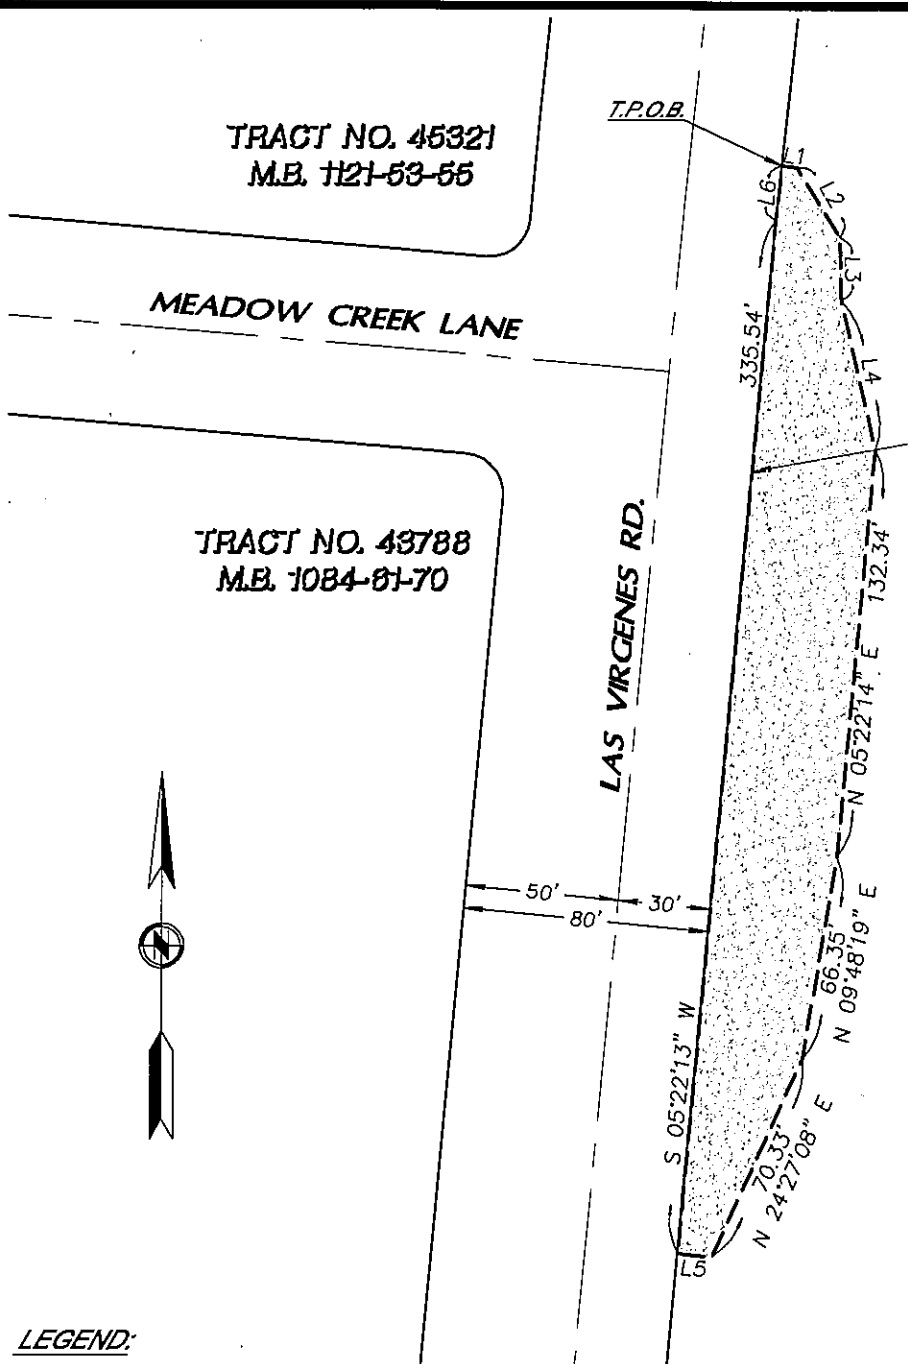 T.P.O.B.
TRACT NO. 45321
M.B. 1121-53-55
L1
L2
L6
L3
MEADOW CREEK LANE
335.54'
L4
TRACT NO. 43788
M.B. 1084-61-70
132.34'
LAS VIRGENES RD.
N 05°22'14" E
50'
30'
80'
66.35'
N 09°48'19" E
S 05°22'13" W
70.33'
N 24°27'08" E
L5
N
LEGEND: